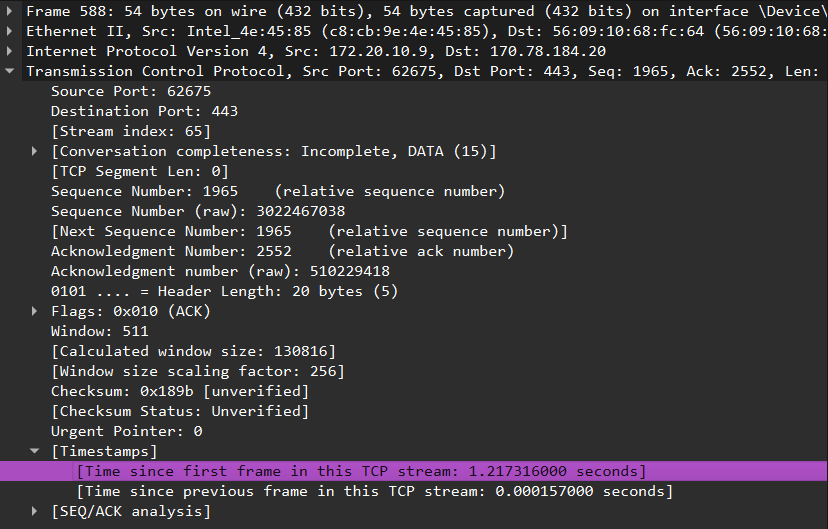 Frame 588: 54 bytes on wire (432 bits), 54 bytes captured (432 bits) on interface \Device\
Ethernet II, Src: Intel_4e:45:85 (c8:cb:9e:4e:45:85), Dst: 56:09:10:68:fc:64 (56:09:10:68:
Internet Protocol Version 4, Src: 172.20.10.9, Dst: 170.78.184.20
Transmission Control Protocol, Src Port: 62675, Dst Port: 443, Seq: 1965, Ack: 2552, Len:
Source Port: 62675
Destination Port: 443
[Stream index: 65]
[Conversation completeness: Incomplete, DATA (15)]
[TCP Segment Len: 0]
Sequence Number: 1965    (relative sequence number)
Sequence Number (raw): 3022467038
[Next Sequence Number: 1965    (relative sequence number)]
Acknowledgment Number: 2552    (relative ack number)
Acknowledgment number (raw): 510229418
0101 .... = Header Length: 20 bytes (5)
Flags: 0x010 (ACK)
Window: 511
[Calculated window size: 130816]
[Window size scaling factor: 256]
Checksum: 0x189b [unverified]
[Checksum Status: Unverified]
Urgent Pointer: 0
[Timestamps]
[Time since first frame in this TCP stream: 1.217316000 seconds]
[Time since previous frame in this TCP stream: 0.000157000 seconds]
[SEQ/ACK analysis]